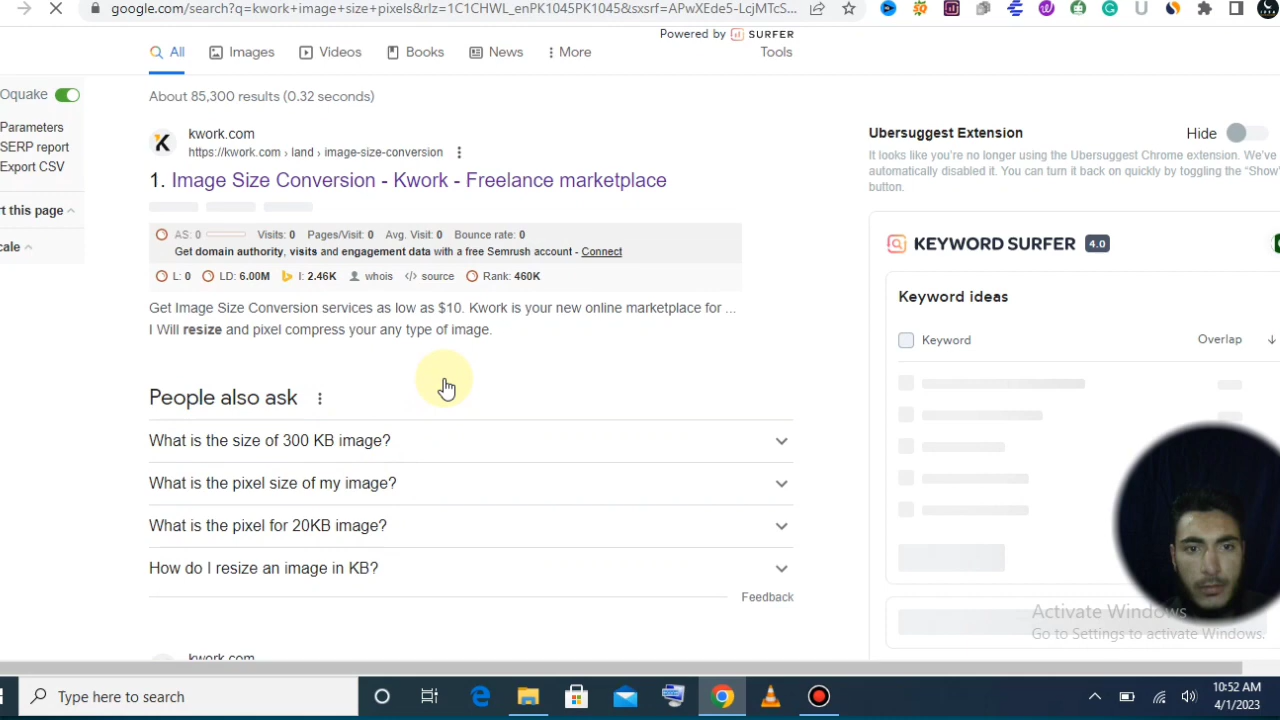 google.com/search?q=kwork+image+size+pixels&rlz=1C1CHWL_enPK1045PK1045&sxsrf=APwXEde5-LgjMTcS...
Powered by SURFER
All
Images
Videos
Books
News
More
Tools
Oquake
Parameters
SERP report
Export CSV
rt this page
cale
About 85,300 results (0.32 seconds)
kwork.com
https://kwork.com › land › image-size-conversion
1. Image Size Conversion - Kwork - Freelance marketplace
AS: 0 Visits: 0 Pages/Visit: 0 Avg. Visit: 0 Bounce rate: 0
Get domain authority, visits and engagement data with a free Semrush account - Connect
L: 0 LD: 6.00M I: 2.46K whois </> source Rank: 460K
Get Image Size Conversion services as low as $10. Kwork is your new online marketplace for ...
I Will resize and pixel compress your any type of image.
People also ask
What is the size of 300 KB image?
What is the pixel size of my image?
What is the pixel for 20KB image?
How do I resize an image in KB?
Feedback
kwork.com
Ubersuggest Extension
Hide
It looks like you're no longer using the Ubersuggest Chrome extension. We've
automatically disabled it. You can turn it back on quickly by toggling the "Show"
button.
KEYWORD SURFER 4.0
Keyword ideas
Keyword
Overlap
Activate Windows
Go to Settings to activate Windows.
Type here to search
10:52 AM
4/1/2023